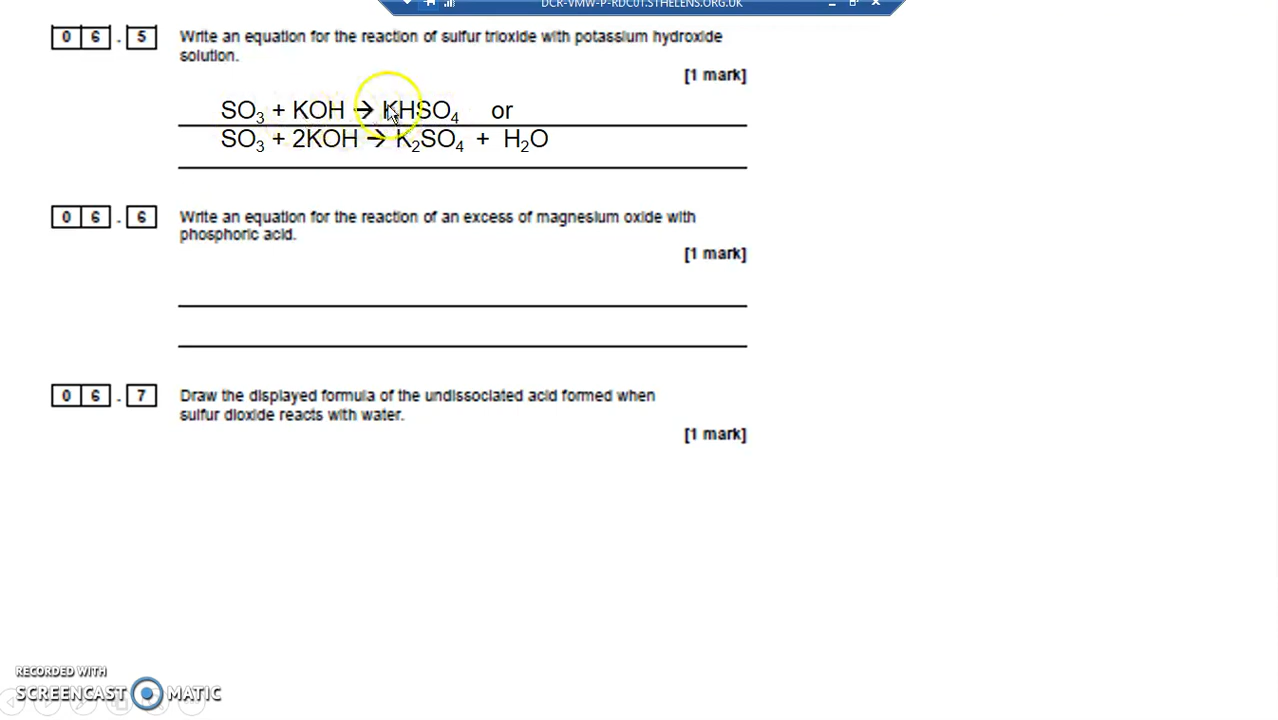 DCR-VMW-P-RDC01.STHELENS.ORG.UK
0 6 . 5 Write an equation for the reaction of sulfur trioxide with potassium hydroxide
solution.
[1 mark]
SO₃ + KOH → KHSO₄ or
SO₃ + 2KOH → K₂SO₄ + H₂O
0 6 . 6 Write an equation for the reaction of an excess of magnesium oxide with
phosphoric acid.
[1 mark]
0 6 . 7 Draw the displayed formula of the undissociated acid formed when
sulfur dioxide reacts with water.
[1 mark]
RECORDED WITH
SCREENCAST MATIC